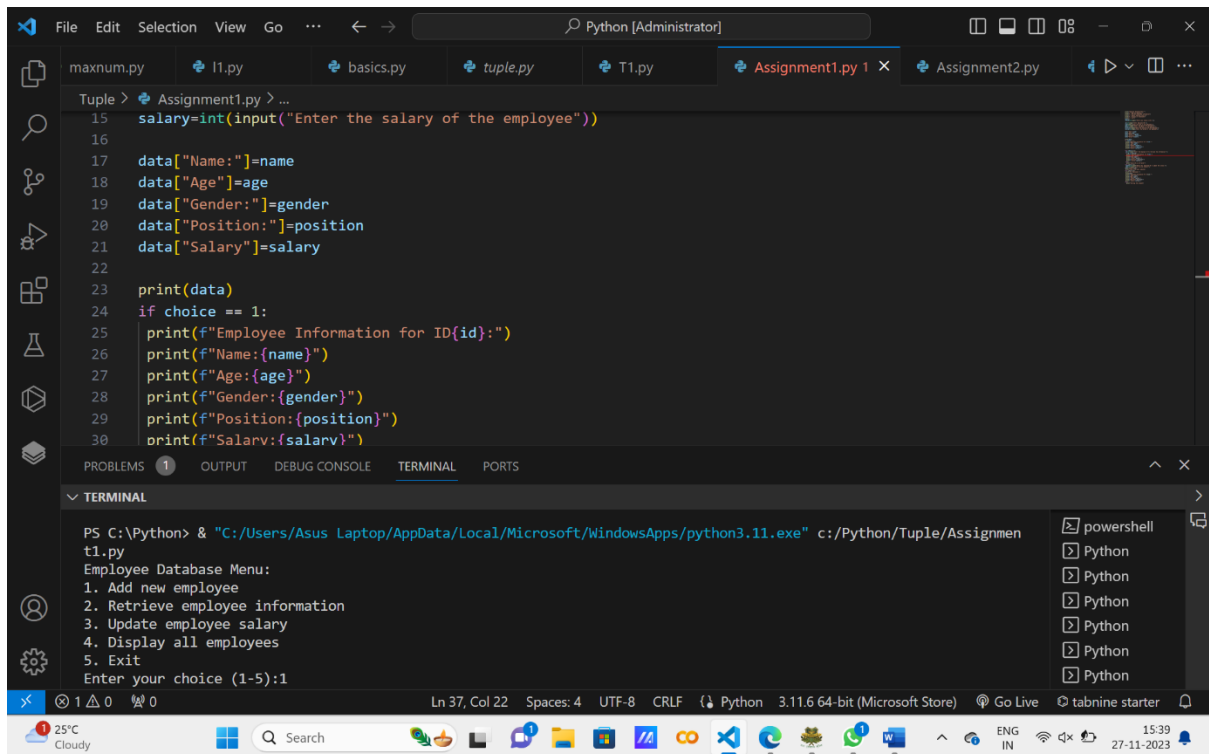 File Edit Selection View Go ··· Python [Administrator]
maxnum.py l1.py basics.py tuple.py T1.py Assignment1.py 1 Assignment2.py
Tuple > Assignment1.py > ...
15 salary=int(input("Enter the salary of the employee"))
16
17 data["Name:"]=name
18 data["Age"]=age
19 data["Gender:"]=gender
20 data["Position:"]=position
21 data["Salary"]=salary
22
23 print(data)
24 if choice == 1:
25 print(f"Employee Information for ID{id}:")
26 print(f"Name:{name}")
27 print(f"Age:{age}")
28 print(f"Gender:{gender}")
29 print(f"Position:{position}")
30 print(f"Salary:{salary}")
PROBLEMS 1 OUTPUT DEBUG CONSOLE TERMINAL PORTS
TERMINAL
PS C:\Python> & "C:/Users/Asus Laptop/AppData/Local/Microsoft/WindowsApps/python3.11.exe" c:/Python/Tuple/Assignmen
t1.py
Employee Database Menu:
1. Add new employee
2. Retrieve employee information
3. Update employee salary
4. Display all employees
5. Exit
Enter your choice (1-5):1
powershell
Python
Python
Python
Python
Python
Python
1 0 0 Ln 37, Col 22 Spaces: 4 UTF-8 CRLF Python 3.11.6 64-bit (Microsoft Store) Go Live tabnine starter
1 25°C Search ENG 15:39
Cloudy IN 27-11-2023